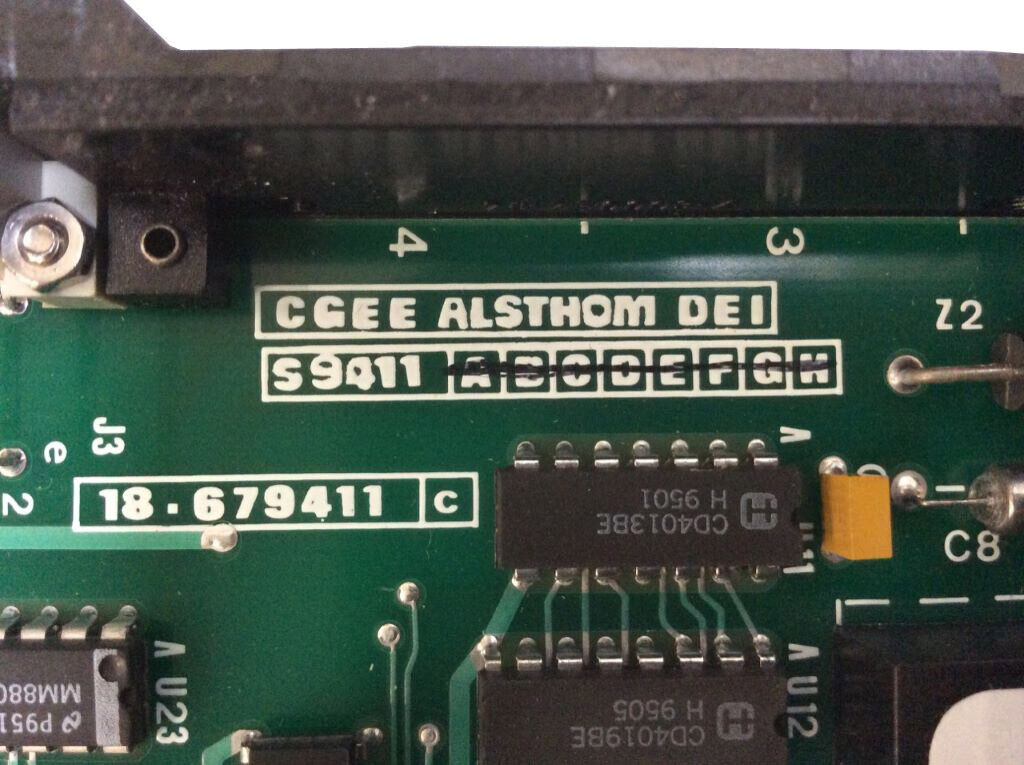 4 3
CGEE ALSTHOM DEI
Z2
S9411 ABCDEFGH
J3
e
2
18-679411 C
H 9501
CD4013BE
U11
C8
U23
P951
MM880
U12
H 9505
CD4019BE